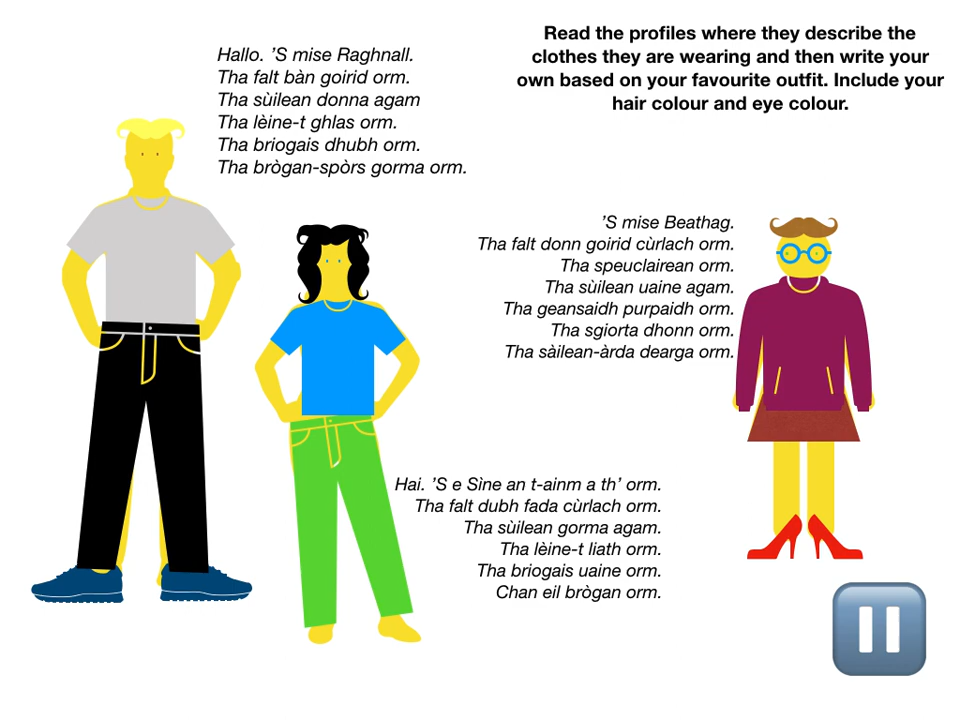 Hallo. ’S mise Raghnall.
Tha falt bàn goirid orm.
Tha sùilean donna agam
Tha lèine-t ghlas orm.
Tha briogais dhubh orm.
Tha brògan-spòrs gorma orm.
Read the profiles where they describe the
clothes they are wearing and then write your
own based on your favourite outfit. Include your
hair colour and eye colour.
’S mise Beathag.
Tha falt donn goirid cùrlach orm.
Tha speuclairean orm.
Tha sùilean uaine agam.
Tha geansaidh purpaidh orm.
Tha sgiorta dhonn orm.
Tha sàilean-àrda dearga orm.
Hai. ’S e Sìne an t-ainm a th’ orm.
Tha falt dubh fada cùrlach orm.
Tha sùilean gorma agam.
Tha lèine-t liath orm.
Tha briogais uaine orm.
Chan eil brògan orm.